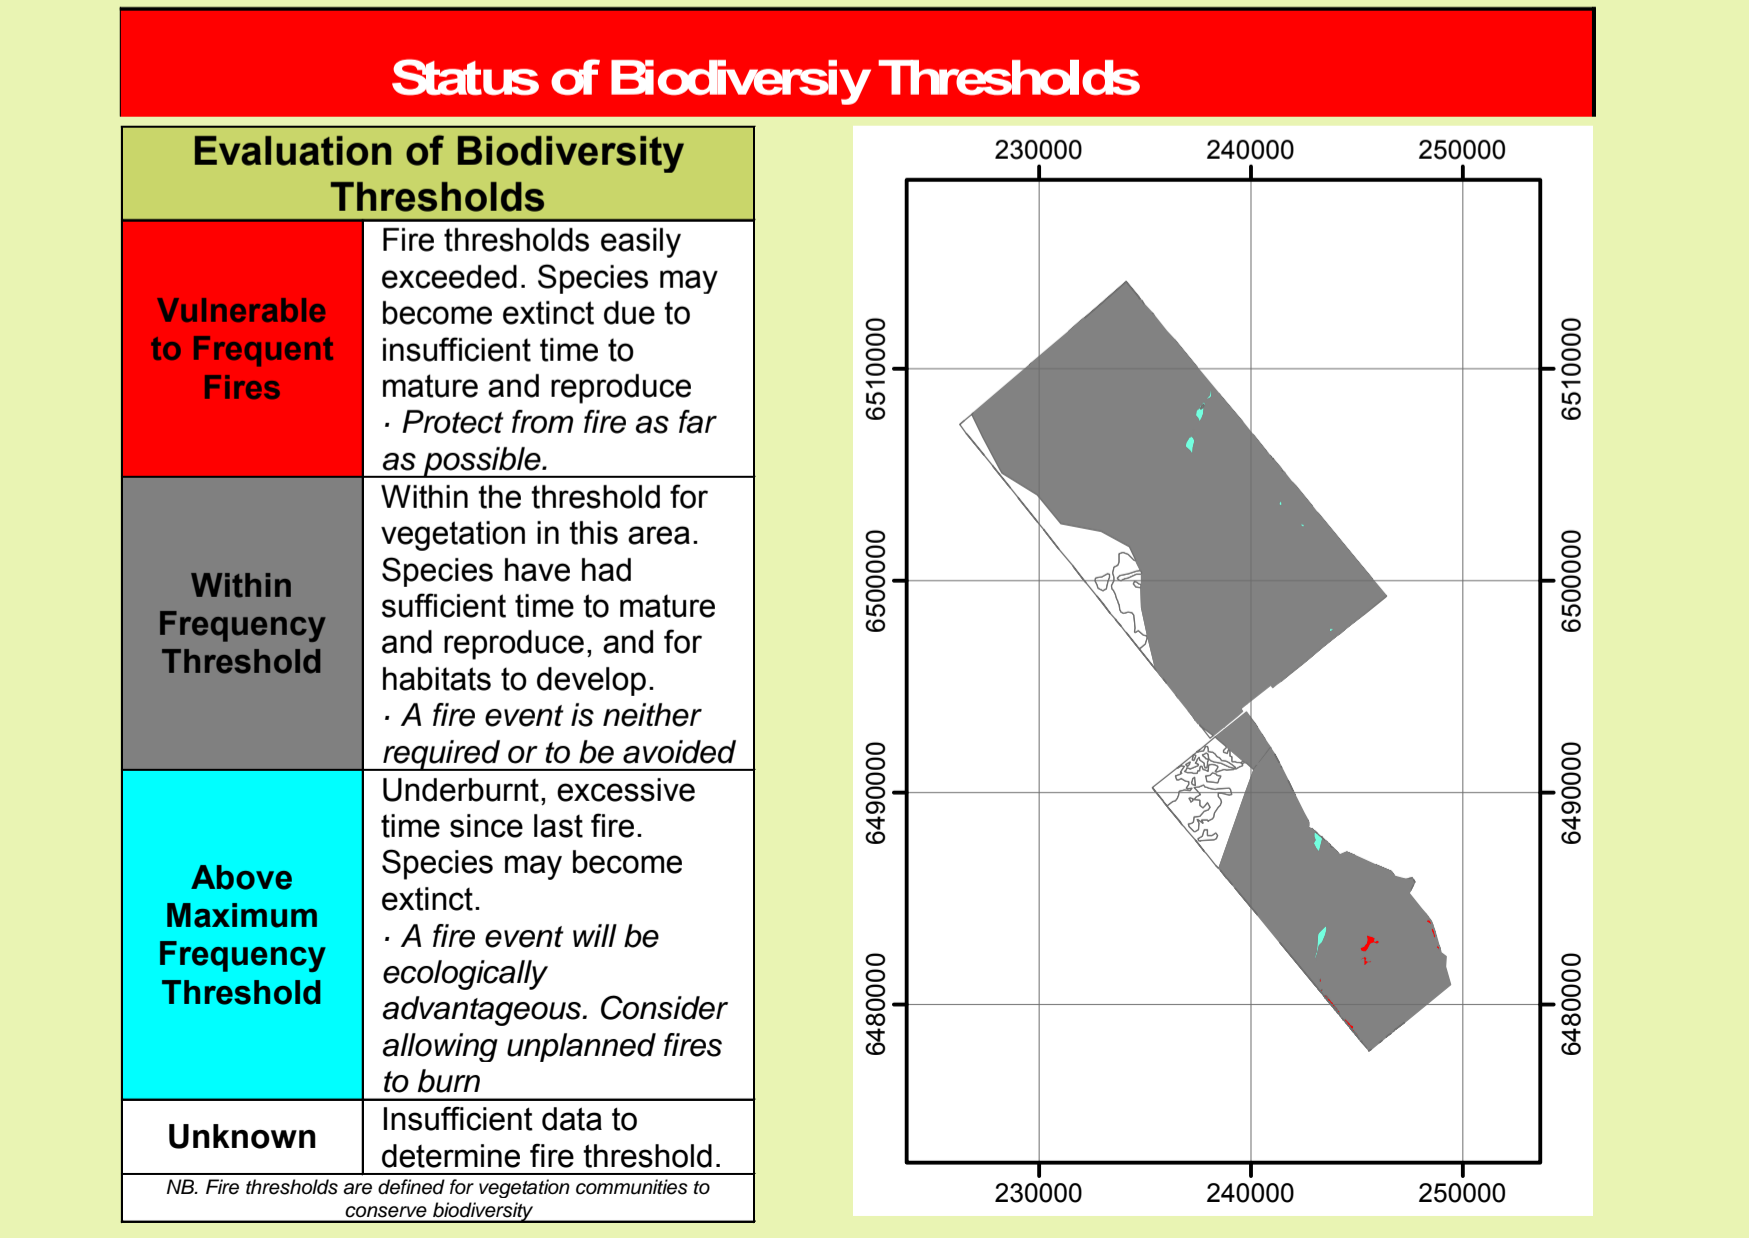 Status of Biodiversiy Thresholds
Evaluation of Biodiversity
Thresholds
Vulnerable
to Frequent
Fires
Fire thresholds easily
exceeded. Species may
become extinct due to
insufficient time to
mature and reproduce
· Protect from fire as far
as possible.
Within
Frequency
Threshold
Within the threshold for
vegetation in this area.
Species have had
sufficient time to mature
and reproduce, and for
habitats to develop.
· A fire event is neither
required or to be avoided
Above
Maximum
Frequency
Threshold
Underburnt, excessive
time since last fire.
Species may become
extinct.
· A fire event will be
ecologically
advantageous. Consider
allowing unplanned fires
to burn
Unknown
Insufficient data to
determine fire threshold.
NB. Fire thresholds are defined for vegetation communities to
conserve biodiversity
230000
240000
250000
6510000
6510000
6500000
6500000
6490000
6490000
6480000
6480000
230000
240000
250000